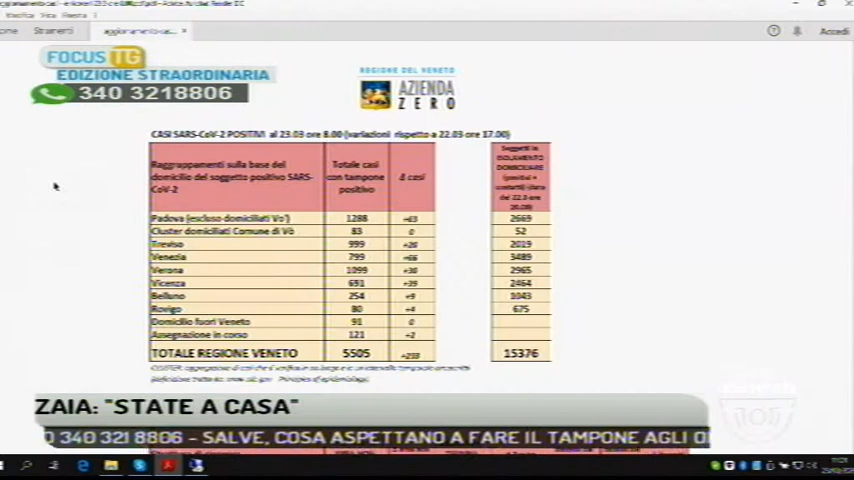 Strumenti
Accedi
FOCUS TG
EDIZIONE STRAORDINARIA
340 3218806
REGIONE DEL VENETO
AZIENDA
ZERO
CASI SARS-CoV-2 POSITIVI al 23.03 ore 8.00 (variazioni rispetto a 22.03 ore 17.00)
Raggruppamenti sulla base del domicilio del soggetto positivo SARS-CoV-2 Totale casi con tampone positivo Δ casi Soggetti in ISOLAMENTO DOMICILIARE
Padova (escluso domiciliati Vo') 1288 +63 2669
Cluster domiciliati Comune di Vò 83 0 52
Treviso 999 +20 2019
Venezia 799 +66 3489
Verona 1099 +30 2965
Vicenza 691 +39 2464
Belluno 254 +9 1043
Rovigo 80 +4 675
Domicilio fuori Veneto 91 0
Assegnazione in corso 121 +2
TOTALE REGIONE VENETO 5505 +233 15376
ZAIA: "STATE A CASA"
340 321 8806 - SALVE, COSA ASPETTANO A FARE IL TAMPONE AGLI